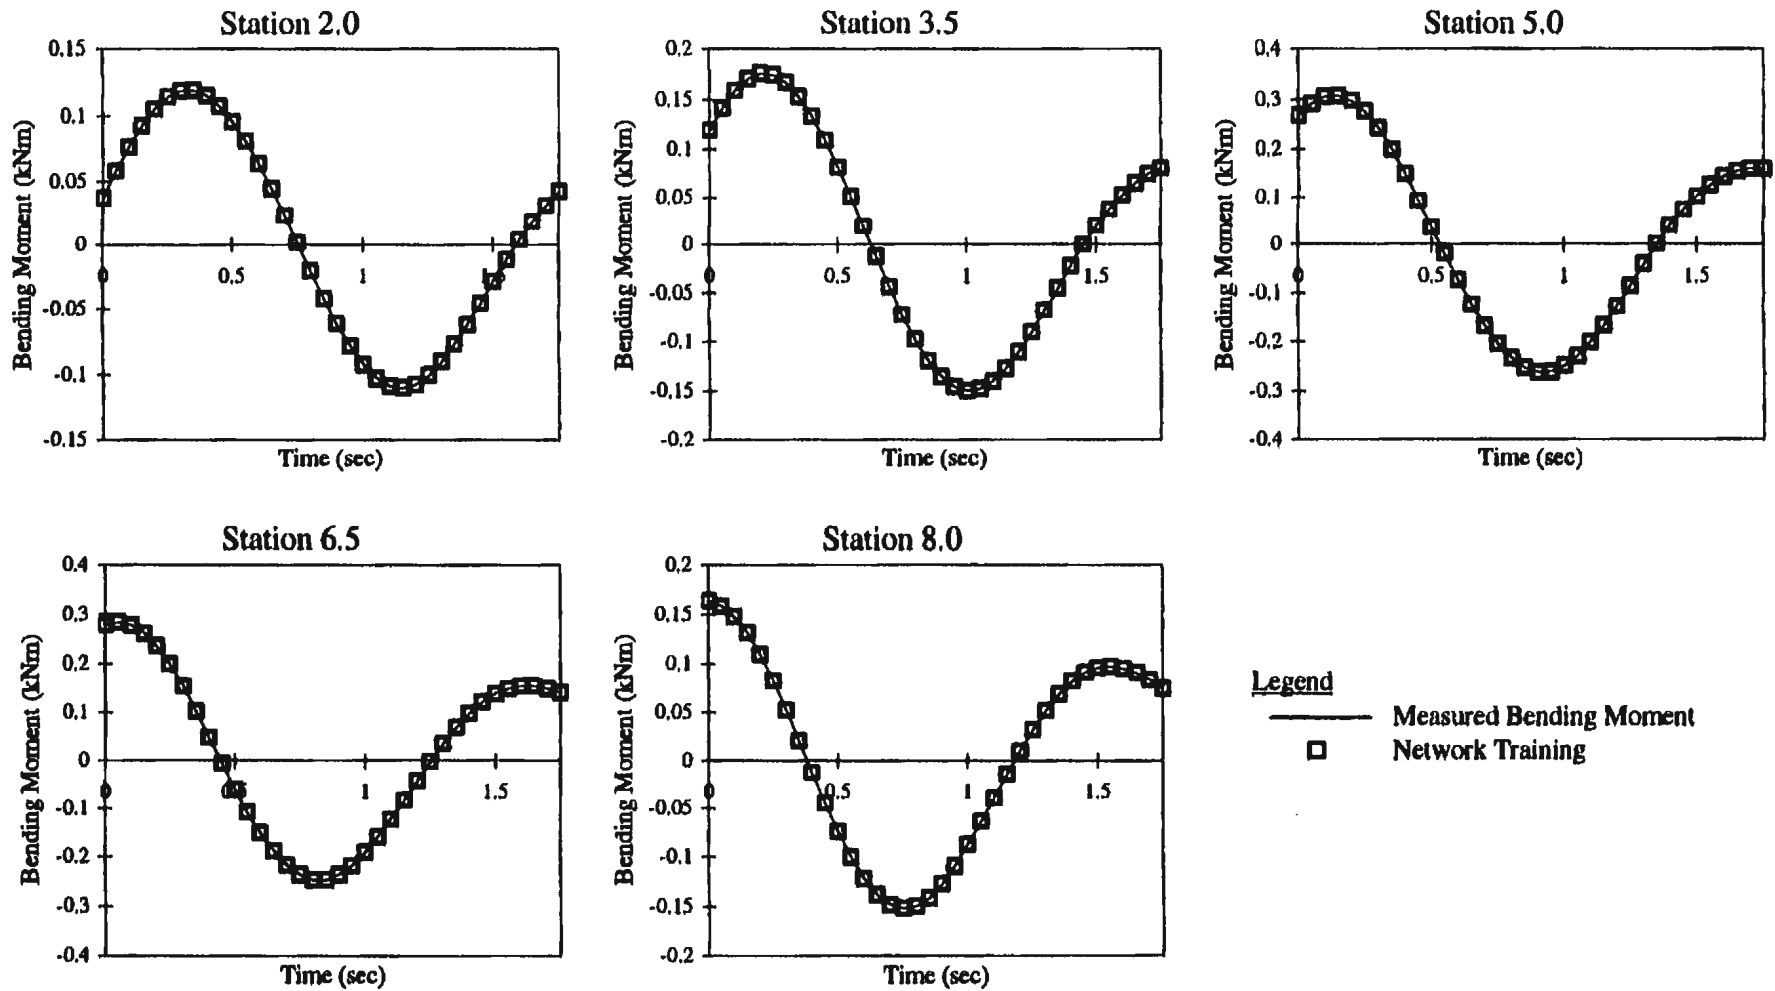 Station 2.0
Bending Moment (kNm)
0.15
0.1
0.05
0
-0.05
-0.1
-0.15
0 0.5 1 1.5
Time (sec)
Station 3.5
Bending Moment (kNm)
0.2
0.15
0.1
0.05
0
-0.05
-0.1
-0.15
-0.2
0 0.5 1 1.5
Time (sec)
Station 5.0
Bending Moment (kNm)
0.4
0.3
0.2
0.1
0
-0.1
-0.2
-0.3
-0.4
0 0.5 1 1.5
Time (sec)
Station 6.5
Bending Moment (kNm)
0.4
0.3
0.2
0.1
0
-0.1
-0.2
-0.3
-0.4
0 0.5 1 1.5
Time (sec)
Station 8.0
Bending Moment (kNm)
0.2
0.15
0.1
0.05
0
-0.05
-0.1
-0.15
-0.2
0 0.5 1 1.5
Time (sec)
Legend
Measured Bending Moment
Network Training